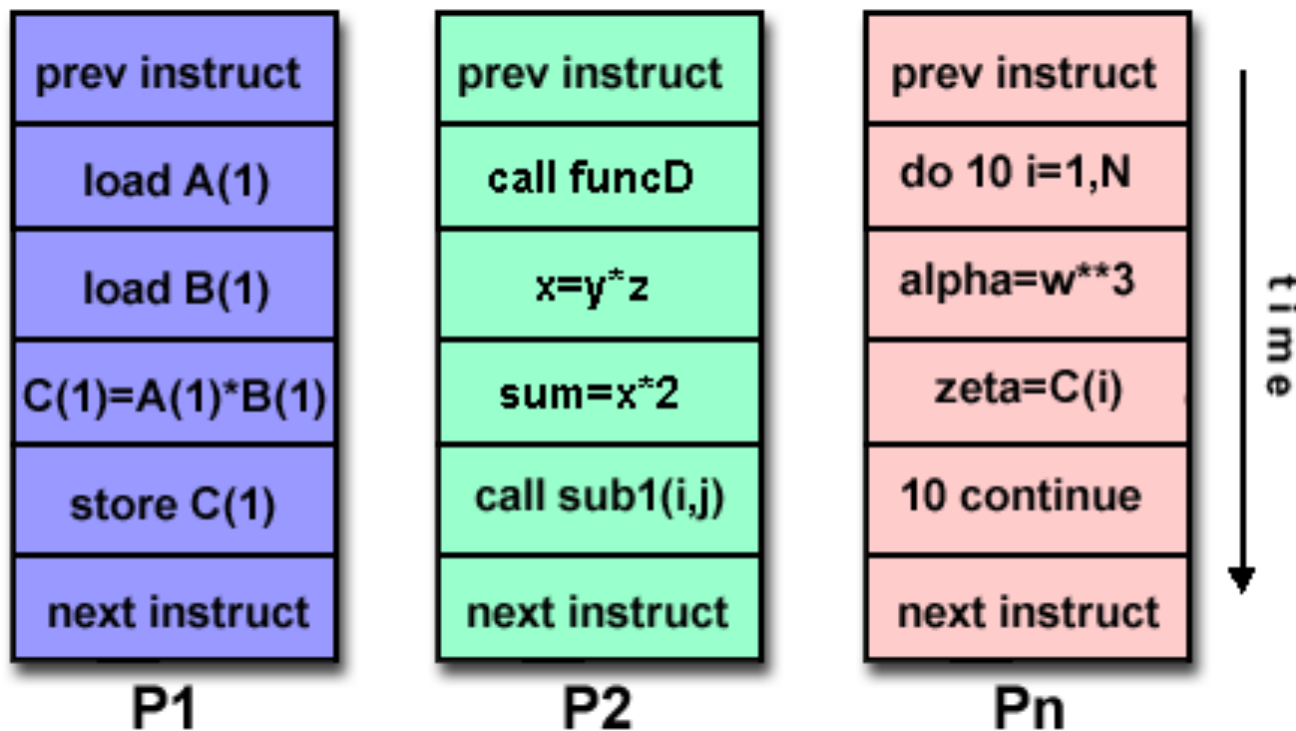 prev instruct
load A(1)
load B(1)
C(1)=A(1)*B(1)
store C(1)
next instruct
P1
prev instruct
call funcD
x=y*z
sum=x*2
call sub1(i,j)
next instruct
P2
prev instruct
do 10 i=1,N
alpha=w**3
zeta=C(i)
10 continue
next instruct
Pn
time